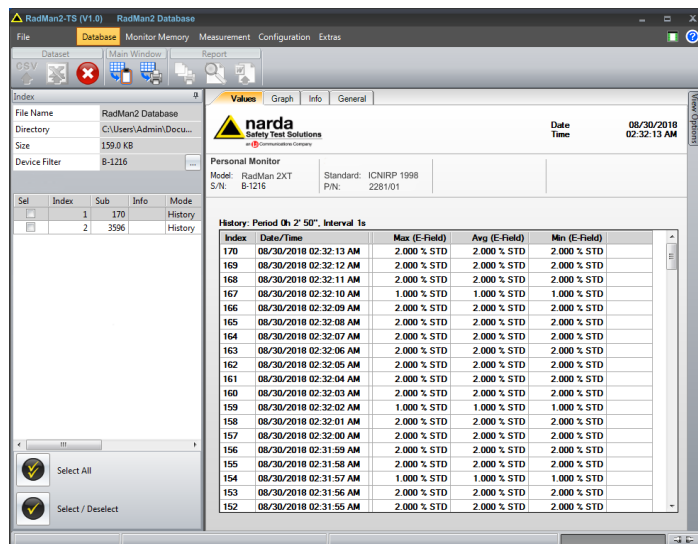 RadMan2-TS (V1.0) RadMan2 Database
File Database Monitor Memory Measurement Configuration Extras
Dataset Main Window Report
CSV
Index
File Name RadMan2 Database
Directory C:\Users\Admin\Docu...
Size 159.0 KB
Device Filter B-1216 ...
Sel Index Sub Info Mode
1 170 History
2 3596 History
Select All
Select / Deselect
Values Graph Info General
View Options
narda
Safety Test Solutions
an L3 Communications Company
Date 08/30/2018
Time 02:32:13 AM
Personal Monitor
Model: RadMan 2XT Standard: ICNIRP 1998
S/N: B-1216 P/N: 2281/01
History: Period 0h 2' 50", Interval 1s
Index Date/Time Max (E-Field) Avg (E-Field) Min (E-Field)
170 08/30/2018 02:32:13 AM 2.000 % STD 2.000 % STD 2.000 % STD
169 08/30/2018 02:32:12 AM 2.000 % STD 2.000 % STD 2.000 % STD
168 08/30/2018 02:32:11 AM 2.000 % STD 2.000 % STD 2.000 % STD
167 08/30/2018 02:32:10 AM 1.000 % STD 1.000 % STD 1.000 % STD
166 08/30/2018 02:32:09 AM 2.000 % STD 2.000 % STD 2.000 % STD
165 08/30/2018 02:32:08 AM 2.000 % STD 2.000 % STD 2.000 % STD
164 08/30/2018 02:32:07 AM 2.000 % STD 2.000 % STD 2.000 % STD
163 08/30/2018 02:32:06 AM 2.000 % STD 2.000 % STD 2.000 % STD
162 08/30/2018 02:32:05 AM 2.000 % STD 2.000 % STD 2.000 % STD
161 08/30/2018 02:32:04 AM 2.000 % STD 2.000 % STD 2.000 % STD
160 08/30/2018 02:32:03 AM 2.000 % STD 2.000 % STD 2.000 % STD
159 08/30/2018 02:32:02 AM 1.000 % STD 1.000 % STD 1.000 % STD
158 08/30/2018 02:32:01 AM 2.000 % STD 2.000 % STD 2.000 % STD
157 08/30/2018 02:32:00 AM 2.000 % STD 2.000 % STD 2.000 % STD
156 08/30/2018 02:31:59 AM 2.000 % STD 2.000 % STD 2.000 % STD
155 08/30/2018 02:31:58 AM 2.000 % STD 2.000 % STD 2.000 % STD
154 08/30/2018 02:31:57 AM 1.000 % STD 1.000 % STD 1.000 % STD
153 08/30/2018 02:31:56 AM 2.000 % STD 2.000 % STD 2.000 % STD
152 08/30/2018 02:31:55 AM 2.000 % STD 2.000 % STD 2.000 % STD